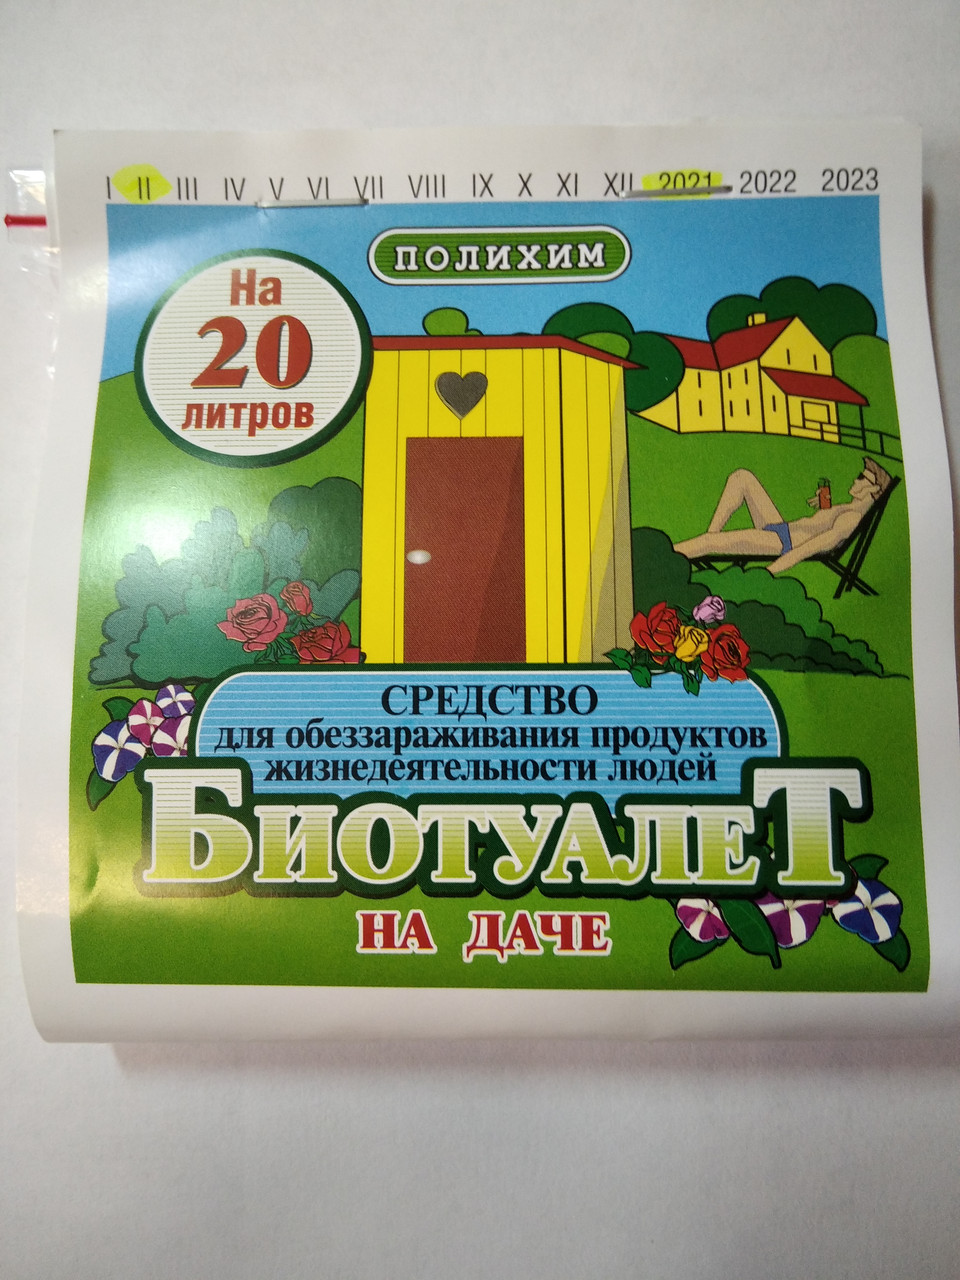 I II III IV V VI VII VIII IX X XI XII 2021 2022 2023
ПОЛИХИМ
На
20
ЛИТРОВ
СРЕДСТВО
для обеззараживания продуктов
жизнедеятельности людей
БИОТУАЛЕТ
НА ДАЧЕ